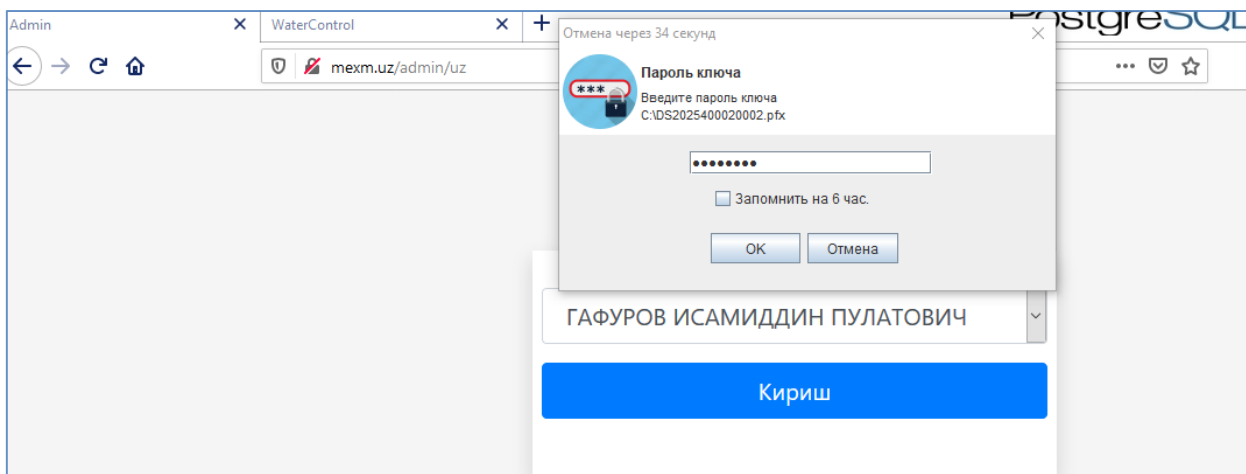 Admin
WaterControl
PostgreSQL
Отмена через 34 секунд
mexm.uz/admin/uz
Пароль ключа
***
Введите пароль ключа
C:\DS2025400020002.pfx
Запомнить на 6 час.
OK
Отмена
ГАФУРОВ ИСАМИДДИН ПУЛАТОВИЧ
Кириш